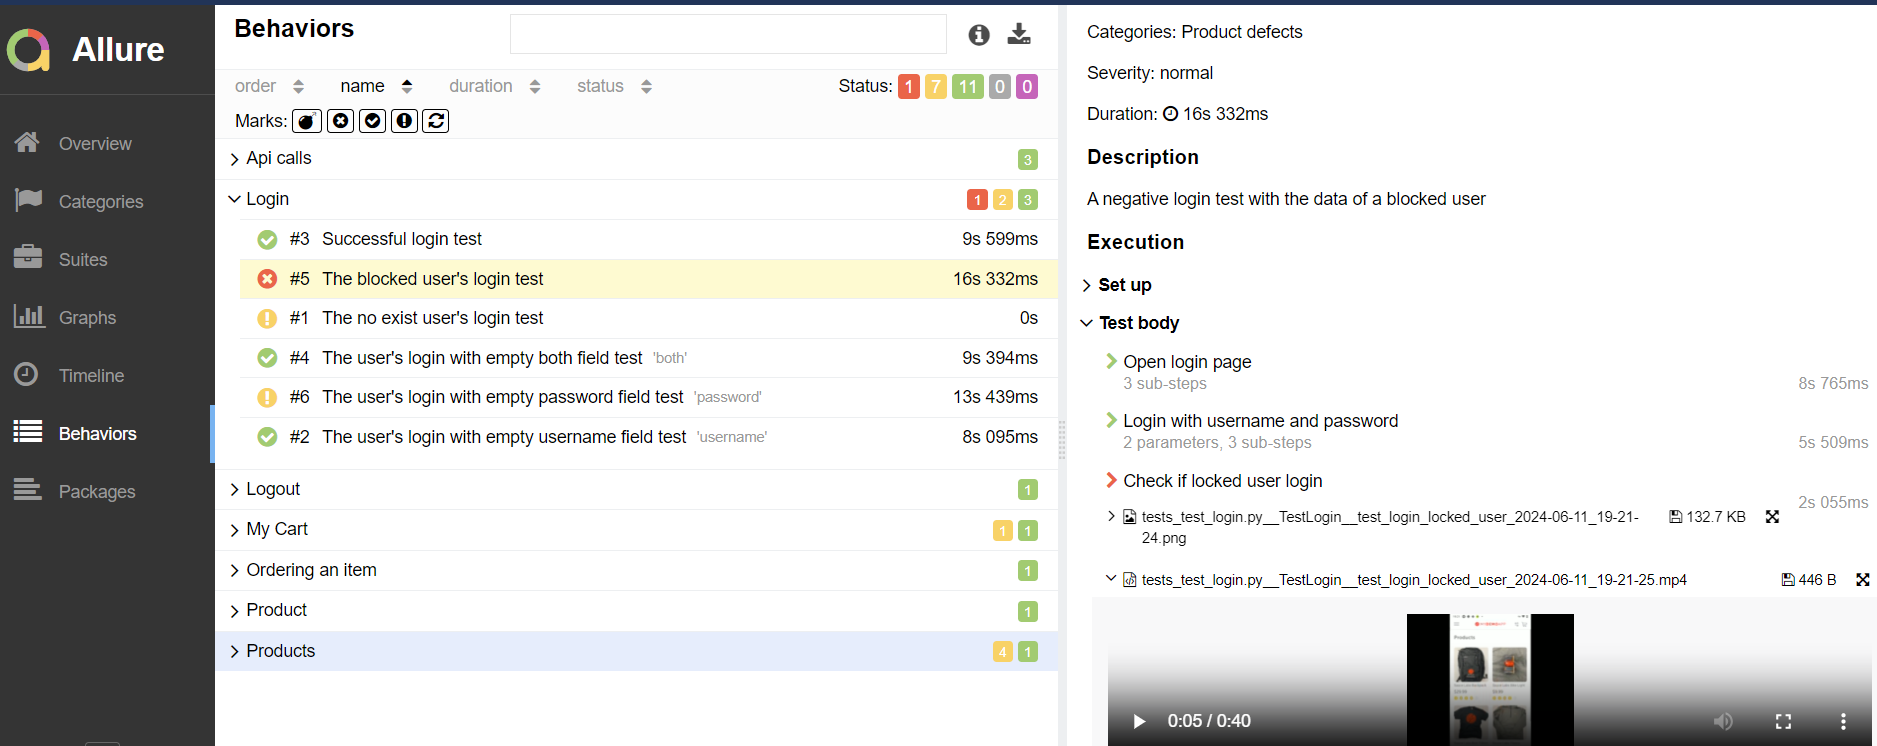 Allure
Overview
Categories
Suites
Graphs
Timeline
Behaviors
Packages
Behaviors
order name duration status Status: 1 7 11 0 0
Marks:
Api calls 3
Login 1 2 3
#3 Successful login test 9s 599ms
#5 The blocked user's login test 16s 332ms
#1 The no exist user's login test 0s
#4 The user's login with empty both field test 'both' 9s 394ms
#6 The user's login with empty password field test 'password' 13s 439ms
#2 The user's login with empty username field test 'username' 8s 095ms
Logout 1
My Cart 1 1
Ordering an item 1
Product 1
Products 4 1
Categories: Product defects
Severity: normal
Duration: 16s 332ms
Description
A negative login test with the data of a blocked user
Execution
Set up
Test body
Open login page
3 sub-steps 8s 765ms
Login with username and password
2 parameters, 3 sub-steps 5s 509ms
Check if locked user login
2s 055ms
tests_test_login.py__TestLogin__test_login_locked_user_2024-06-11_19-21- 132.7 KB
24.png
tests_test_login.py__TestLogin__test_login_locked_user_2024-06-11_19-21-25.mp4 446 B
Products
0:05 / 0:40